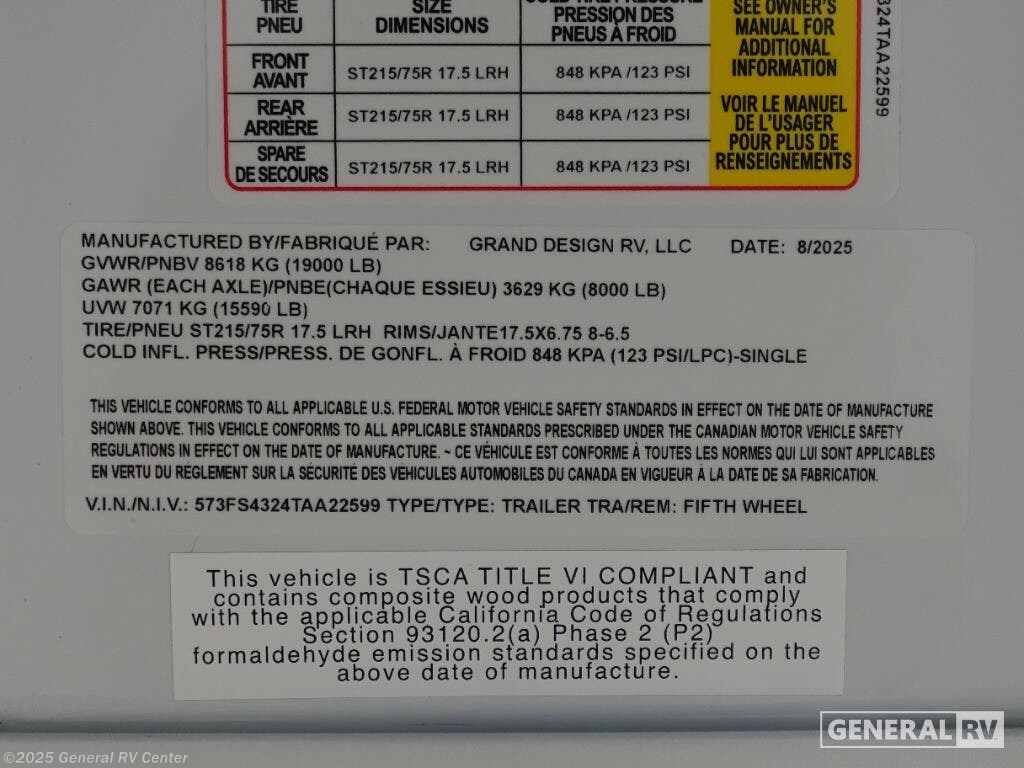 TIRE SIZE COLD TIRE PRESSURE SEE OWNER'S
PNEU DIMENSIONS PRESSION DES MANUAL FOR
PNEUS À FROID ADDITIONAL
INFORMATION
FRONT
AVANT ST215/75R 17.5 LRH 848 KPA /123 PSI
REAR
ARRIÈRE ST215/75R 17.5 LRH 848 KPA /123 PSI
SPARE
DE SECOURS ST215/75R 17.5 LRH 848 KPA /123 PSI
VOIR LE MANUEL
DE L'USAGER
POUR PLUS DE
RENSEIGNEMENTS
324TAA22599
MANUFACTURED BY/FABRIQUÉ PAR: GRAND DESIGN RV, LLC DATE: 8/2025
GVWR/PNBV 8618 KG (19000 LB)
GAWR (EACH AXLE)/PNBE(CHAQUE ESSIEU) 3629 KG (8000 LB)
UVW 7071 KG (15590 LB)
TIRE/PNEU ST215/75R 17.5 LRH RIMS/JANTE17.5X6.75 8-6.5
COLD INFL. PRESS/PRESS. DE GONFL. À FROID 848 KPA (123 PSI/LPC)-SINGLE
THIS VEHICLE CONFORMS TO ALL APPLICABLE U.S. FEDERAL MOTOR VEHICLE SAFETY STANDARDS IN EFFECT ON THE DATE OF MANUFACTURE
SHOWN ABOVE. THIS VEHICLE CONFORMS TO ALL APPLICABLE STANDARDS PRESCRIBED UNDER THE CANADIAN MOTOR VEHICLE SAFETY
REGULATIONS IN EFFECT ON THE DATE OF MANUFACTURE. ~ CE VÉHICULE EST CONFORME À TOUTES LES NORMES QUI LUI SONT APPLICABLES
EN VERTU DU RÉGLEMENT SUR LA SÉCURITÉ DES VÉHICULES AUTOMOBILES DU CANADA EN VIGUEUR À LA DATE DE SA FABRICATION.
V.I.N./N.I.V.: 573FS4324TAA22599 TYPE/TYPE: TRAILER TRA/REM: FIFTH WHEEL
This vehicle is TSCA TITLE VI COMPLIANT and
contains composite wood products that comply
with the applicable California Code of Regulations
Section 93120.2(a) Phase 2 (P2)
formaldehyde emission standards specified on the
above date of manufacture.
GENERAL RV
©2025 General RV Center